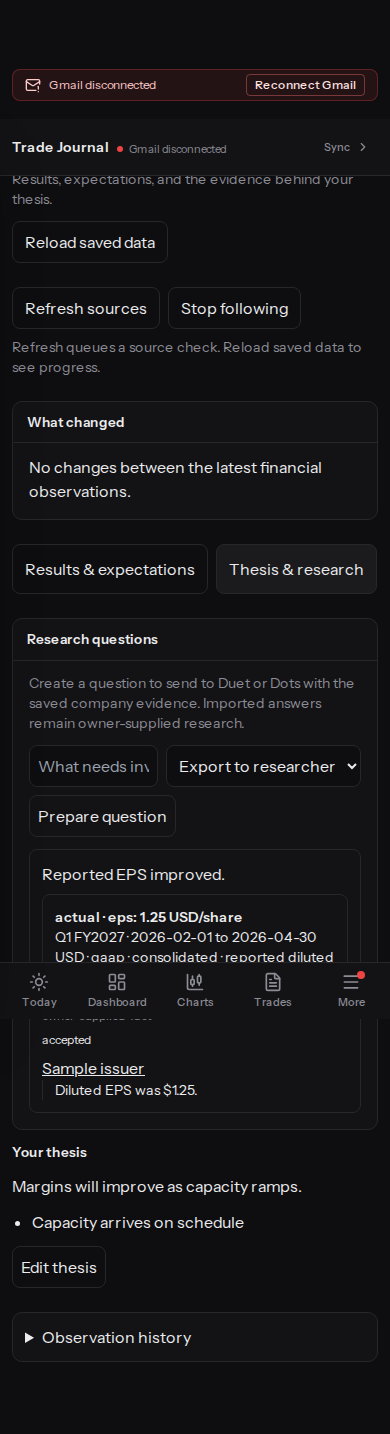 Gmail disconnected
Reconnect Gmail
Trade Journal
Gmail disconnected
Sync
Results, expectations, and the evidence behind your
thesis.
Reload saved data
Refresh sources
Stop following
Refresh queues a source check. Reload saved data to
see progress.
What changed
No changes between the latest financial
observations.
Results & expectations
Thesis & research
Research questions
Create a question to send to Duet or Dots with the
saved company evidence. Imported answers
remain owner-supplied research.
What needs inv
Export to researcher
Prepare question
Reported EPS improved.
actual · eps: 1.25 USD/share
Q1 FY2027 · 2026-02-01 to 2026-04-30
USD · gaap · consolidated · reported diluted
Today
Dashboard
Charts
Trades
More
accepted
Sample issuer
Diluted EPS was $1.25.
Your thesis
Margins will improve as capacity ramps.
• Capacity arrives on schedule
Edit thesis
Observation history